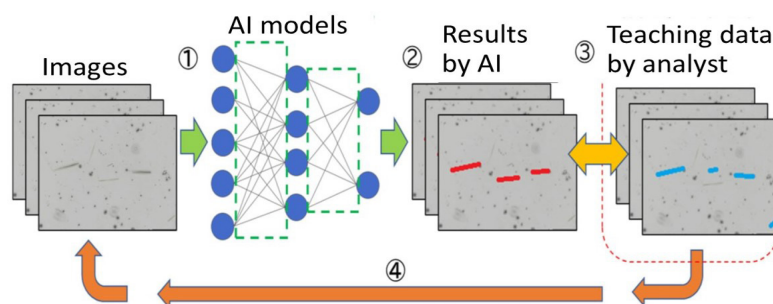 Images
①
AI models
②
Results
by AI
③
Teaching data
by analyst
④